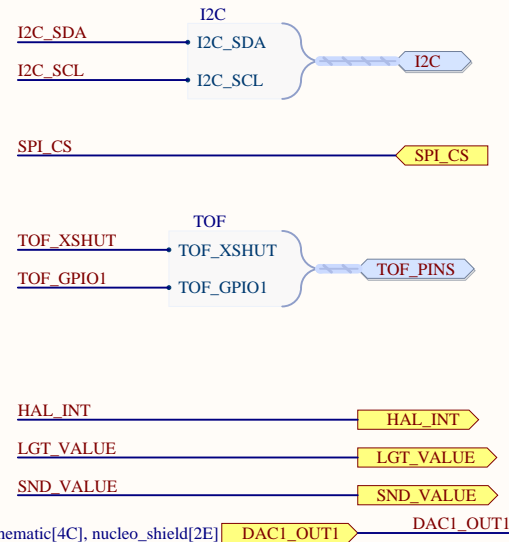 I2C
I2C_SDA
I2C_SDA
I2C_SCL
I2C_SCL
I2C
SPI_CS
SPI_CS
TOF
TOF_XSHUT
TOF_XSHUT
TOF_GPIO1
TOF_GPIO1
TOF_PINS
HAL_INT
HAL_INT
LGT_VALUE
LGT_VALUE
SND_VALUE
SND_VALUE
hematic[4C], nucleo_shield[2E]
DAC1_OUT1
DAC1_OUT1